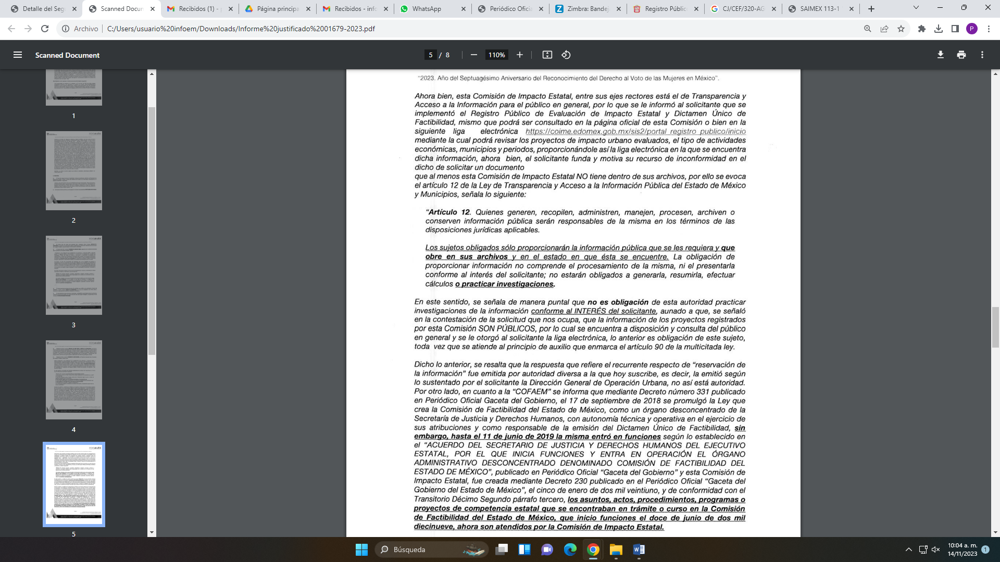 Detalle del Seg
Scanned Docun
Recibidos (1) - p
Página principa
Recibidos - info
WhatsApp
Periódico Oficia
Zimbra: Bandej
Registro Públic
CJ/CEF/320-AG
SAIMEX 113-1
Archivo
C:/Users/usuario%20infoem/Downloads/Informe%20justificado%2001679-2023.pdf
P
Scanned Document
5 / 8
110%
1
2
3
4
5
"2023. Año del Septuagésimo Aniversario del Reconocimiento del Derecho al Voto de las Mujeres en México".
Ahora bien, esta Comisión de Impacto Estatal, entre sus ejes rectores está el de Transparencia y
Acceso a la Información para el público en general, por lo que se le informó al solicitante que se
implementó el Registro Público de Evaluación de Impacto Estatal y Dictamen Único de
Factibilidad, mismo que podrá ser consultado en la página oficial de esta Comisión o bien en la
siguiente liga electrónica https://coime.edomex.gob.mx/sis2/portal_registro_publico/inicio
mediante la cual podrá revisar los proyectos de impacto urbano evaluados, el tipo de actividades
económicas, municipios y periodos, proporcionándole así la liga electrónica en la que se encuentra
dicha información, ahora bien, el solicitante funda y motiva su recurso de inconformidad en el
dicho de solicitar un documento
que al menos esta Comisión de Impacto Estatal NO tiene dentro de sus archivos, por ello se evoca
el artículo 12 de la Ley de Transparencia y Acceso a la Información Pública del Estado de México
y Municipios, señala lo siguiente:
"Artículo 12. Quienes generen, recopilen, administren, manejen, procesen, archiven o
conserven información pública serán responsables de la misma en los términos de las
disposiciones jurídicas aplicables.
Los sujetos obligados sólo proporcionarán la información pública que se les requiera y que
obre en sus archivos y en el estado en que ésta se encuentre. La obligación de
proporcionar información no comprende el procesamiento de la misma, ni el presentarla
conforme al interés del solicitante; no estarán obligados a generarla, resumirla, efectuar
cálculos o practicar investigaciones.
En este sentido, se señala de manera puntal que no es obligación de esta autoridad practicar
investigaciones de la información conforme al INTERÉS del solicitante, aunado a que, se señaló
en la contestación de la solicitud que nos ocupa, que la información de los proyectos registrados
por esta Comisión SON PÚBLICOS, por lo cual se encuentra a disposición y consulta del público
en general y se le otorgó al solicitante la liga electrónica, lo anterior es obligación de este sujeto,
toda vez que se atiende al principio de auxilio que enmarca el artículo 90 de la multicitada ley.
Dicho lo anterior, se resalta que la respuesta que refiere el recurrente respecto de "reservación de
la información" fue emitida por autoridad diversa a la que hoy suscribe, es decir, la emitió según
lo sustentado por el solicitante la Dirección General de Operación Urbana, no así está autoridad.
Por otro lado, en cuanto a la "COFAEM" se informa que mediante Decreto número 331 publicado
en Periódico Oficial Gaceta del Gobierno, el 17 de septiembre de 2018 se promulgó la Ley que
crea la Comisión de Factibilidad del Estado de México, como un órgano desconcentrado de la
Secretaría de Justicia y Derechos Humanos, con autonomía técnica y operativa en el ejercicio de
sus atribuciones y como responsable de la emisión del Dictamen Único de Factibilidad, sin
embargo, hasta el 11 de junio de 2019 la misma entró en funciones según lo establecido en
el "ACUERDO DEL SECRETARIO DE JUSTICIA Y DERECHOS HUMANOS DEL EJECUTIVO
ESTATAL, POR EL QUE INICIA FUNCIONES Y ENTRA EN OPERACIÓN EL ÓRGANO
ADMINISTRATIVO DESCONCENTRADO DENOMINADO COMISIÓN DE FACTIBILIDAD DEL
ESTADO DE MÉXICO", publicado en Periódico Oficial "Gaceta del Gobierno" y esta Comisión de
Impacto Estatal, fue creada mediante Decreto 230 publicado en el Periódico Oficial "Gaceta del
Gobierno del Estado de México", el cinco de enero de dos mil veintiuno, y de conformidad con el
Transitorio Décimo Segundo párrafo tercero, los asuntos, actos, procedimientos, programas o
proyectos de competencia estatal que se encontraban en trámite o curso en la Comisión
de Factibilidad del Estado de México, que inicio funciones el doce de junio de dos mil
diecinueve, ahora son atendidos por la Comisión de Impacto Estatal.
Búsqueda
10:04 a. m.
14/11/2023
1